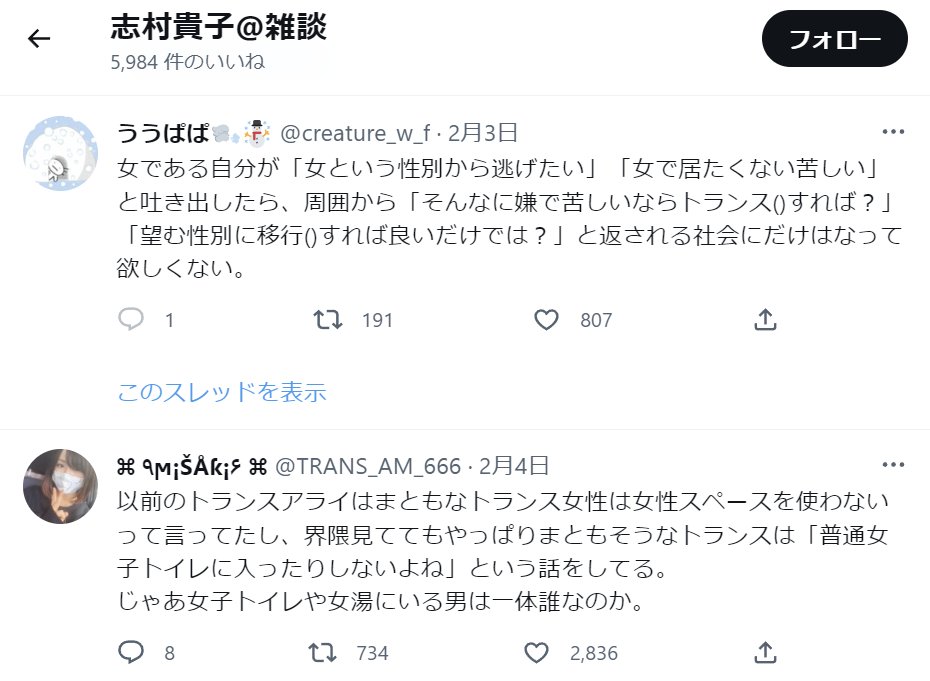 志村貴子@雑談
5,984 件のいいね
フォロー
ううぱぱ @creature_w_f · 2月3日
女である自分が「女という性別から逃げたい」「女で居たくない苦しい」
と吐き出したら、周囲から「そんなに嫌で苦しいならトランス()すれば？」
「望む性別に移行()すれば良いだけでは？」と返される社会にだけはなって
欲しくない。
1 191 807
このスレッドを表示
@TRANS_AM_666 · 2月4日
以前のトランスアライはまともなトランス女性は女性スペースを使わない
って言ってたし、界隈見ててもやっぱりまともそうなトランスは「普通女
子トイレに入ったりしないよね」という話をしてる。
じゃあ女子トイレや女湯にいる男は一体誰なのか。
8 734 2,836